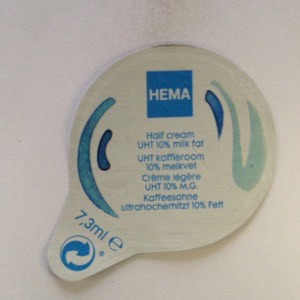 HEMA
Half cream
UHT 10% milk fat
UHT koffieroom
10% melkvet
Crème légère
UHT 10% M.G.
Kaffeesahne
ultrahocherhitzt 10% Fett
7,3ml ℮
®